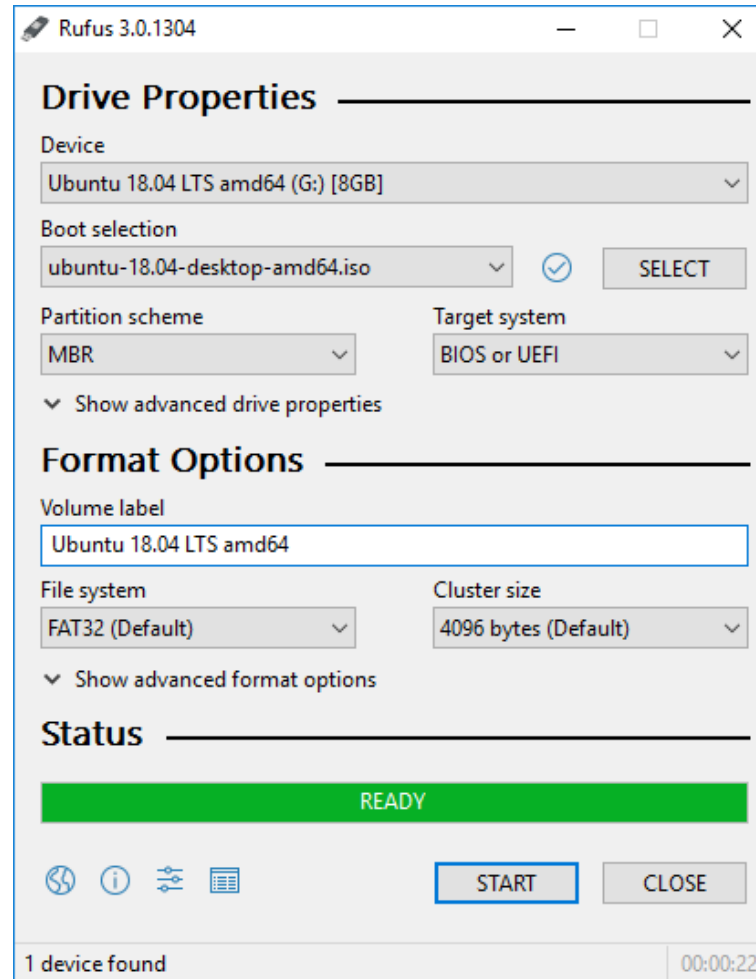 Rufus 3.0.1304
Drive Properties
Device
Ubuntu 18.04 LTS amd64 (G:) [8GB]
Boot selection
ubuntu-18.04-desktop-amd64.iso
SELECT
Partition scheme
Target system
MBR
BIOS or UEFI
Show advanced drive properties
Format Options
Volume label
Ubuntu 18.04 LTS amd64
File system
Cluster size
FAT32 (Default)
4096 bytes (Default)
Show advanced format options
Status
READY
START
CLOSE
1 device found
00:00:22